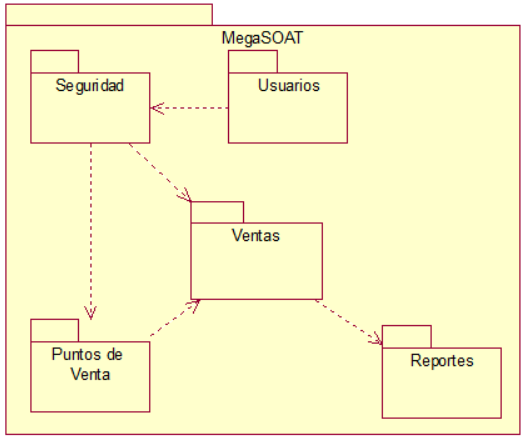 MegaSOAT
Seguridad
Usuarios
Ventas
Puntos de
Venta
Reportes